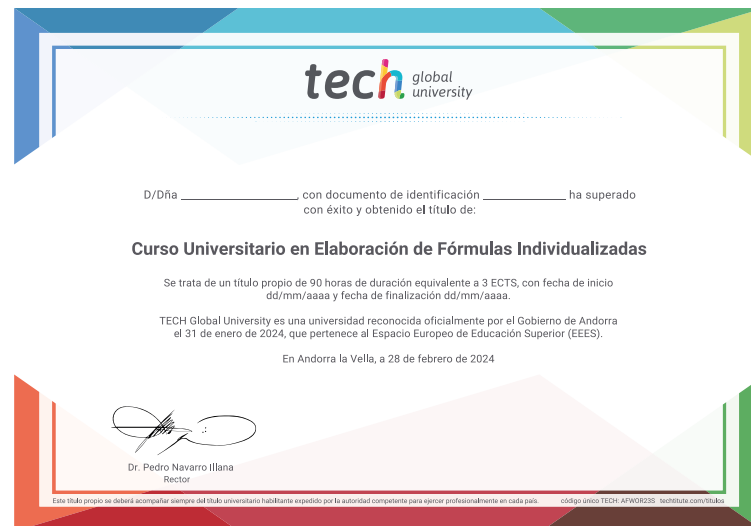 tech global university
D/Dña ____________________, con documento de identificación ______________ ha superado
con éxito y obtenido el título de:
Curso Universitario en Elaboración de Fórmulas Individualizadas
Se trata de un título propio de 90 horas de duración equivalente a 3 ECTS, con fecha de inicio
dd/mm/aaaa y fecha de finalización dd/mm/aaaa.
TECH Global University es una universidad reconocida oficialmente por el Gobierno de Andorra
el 31 de enero de 2024, que pertenece al Espacio Europeo de Educación Superior (EEES).
En Andorra la Vella, a 28 de febrero de 2024
Dr. Pedro Navarro Illana
Rector
Este título propio se deberá acompañar siempre del título universitario habilitante expedido por la autoridad competente para ejercer profesionalmente en cada país. código único TECH: AFWOR23S techtitute.com/titulos